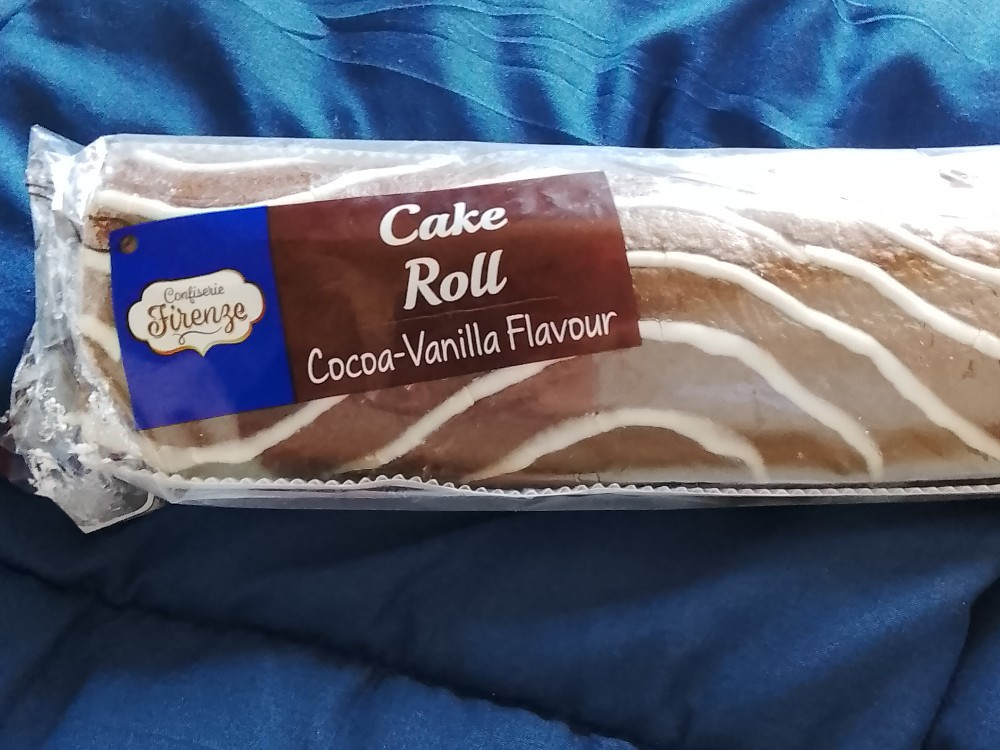 Confiserie
Firenze
Cake
Roll
Cocoa-Vanilla Flavour